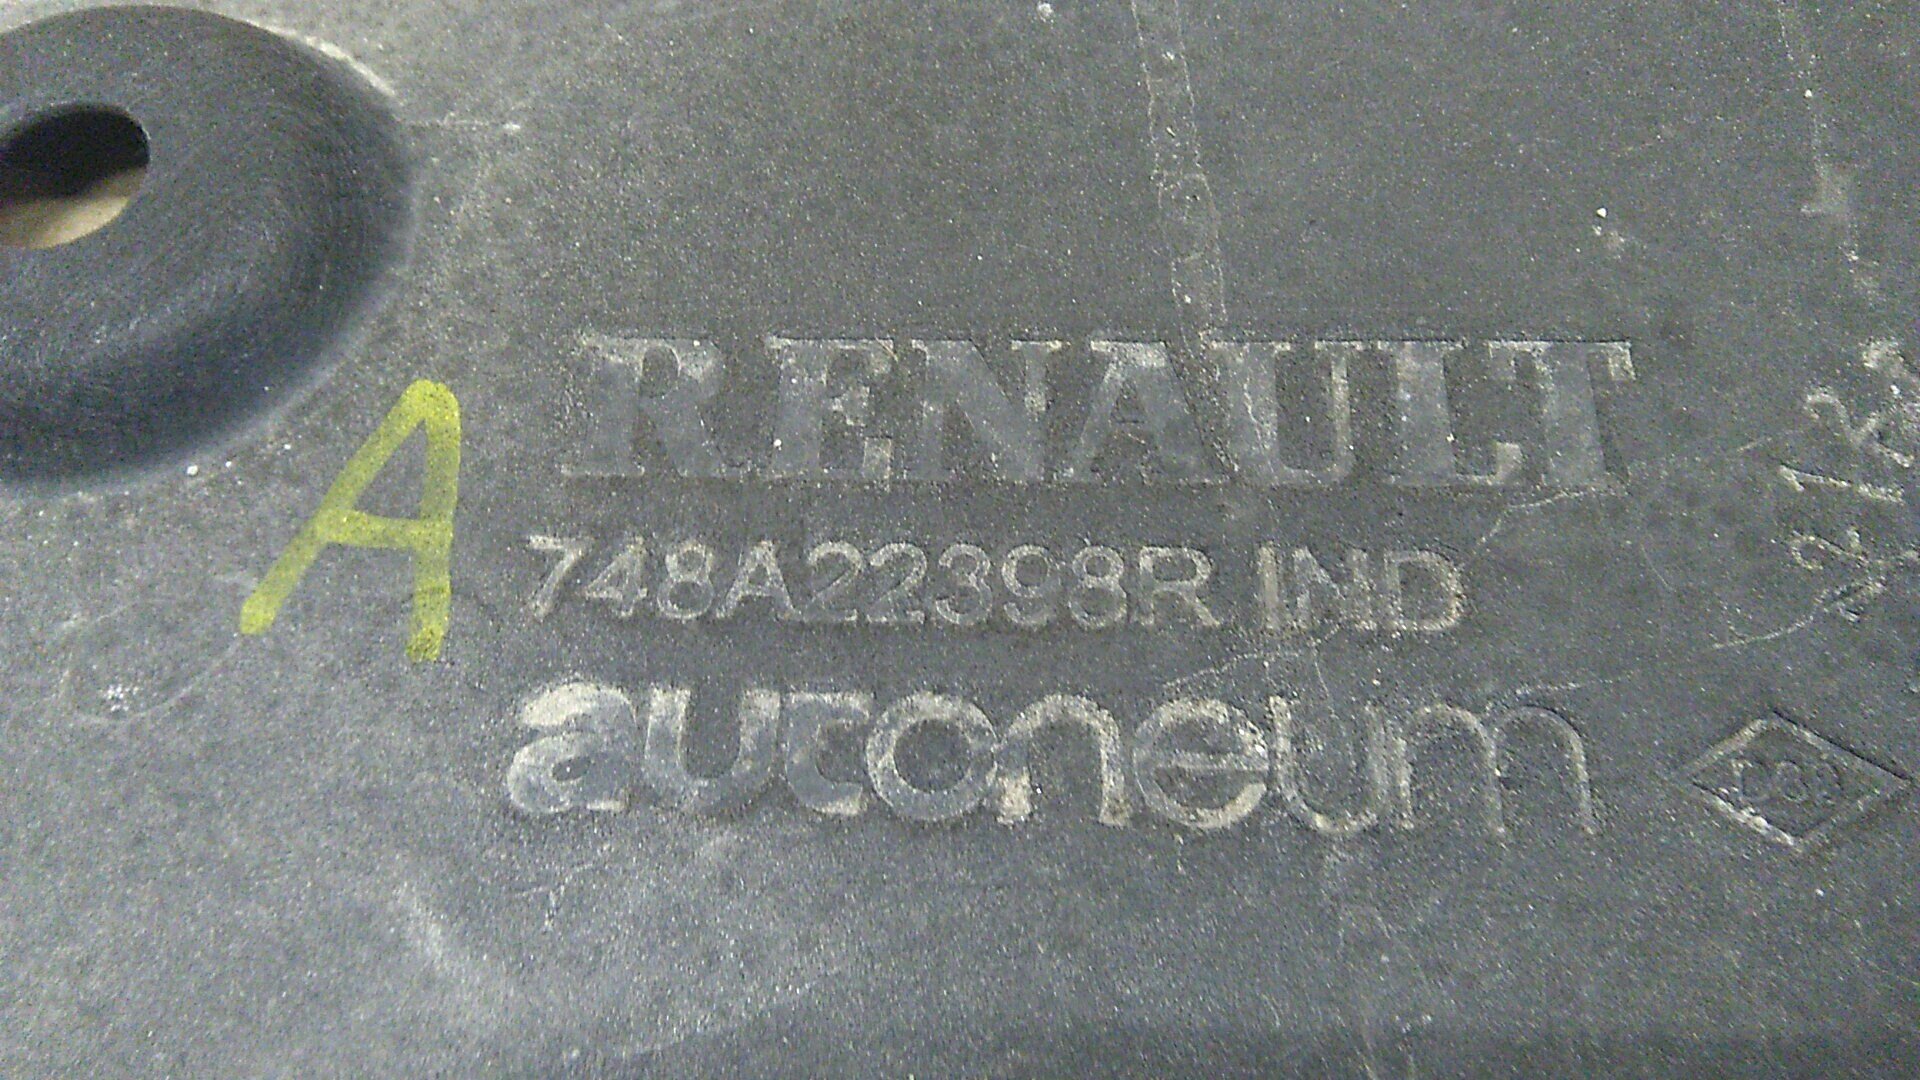 A
RENAULT
748A22398R IND
autoneum